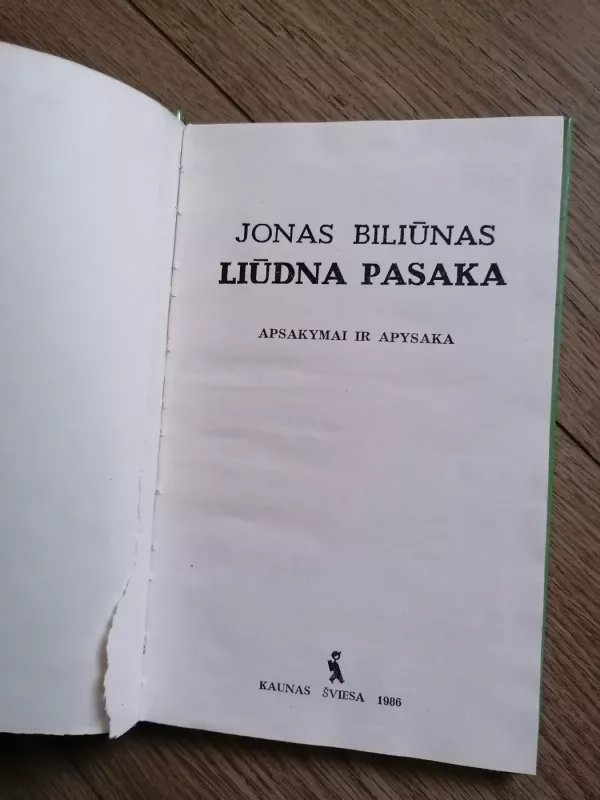 JONAS BILIŪNAS
LIŪDNA PASAKA
APSAKYMAI IR APYSAKA
KAUNAS ŠVIESA 1986